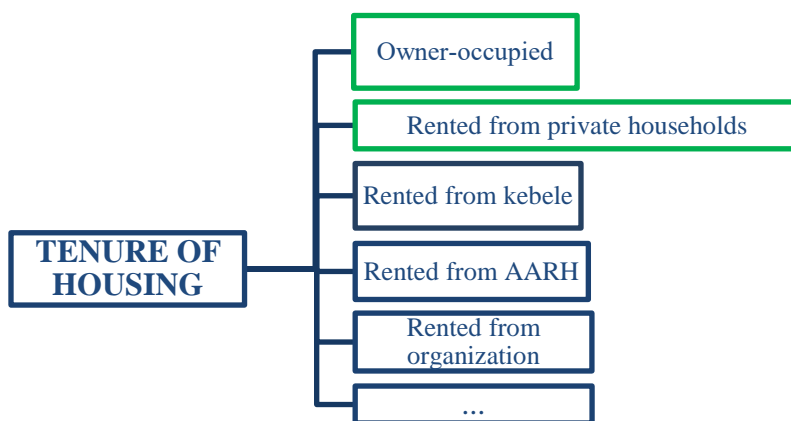 Owner-occupied
Rented from private households
Rented from kebele
TENURE OF
HOUSING
Rented from AARH
Rented from
organization
...